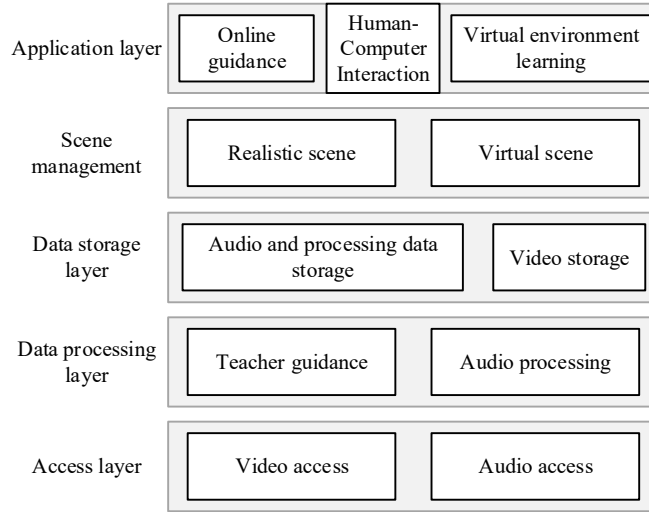 Application layer
Online
guidance
Human-
Computer
Interaction
Virtual environment
learning
Scene
management
Realistic scene
Virtual scene
Data storage
layer
Audio and processing data
storage
Video storage
Data processing
layer
Teacher guidance
Audio processing
Access layer
Video access
Audio access